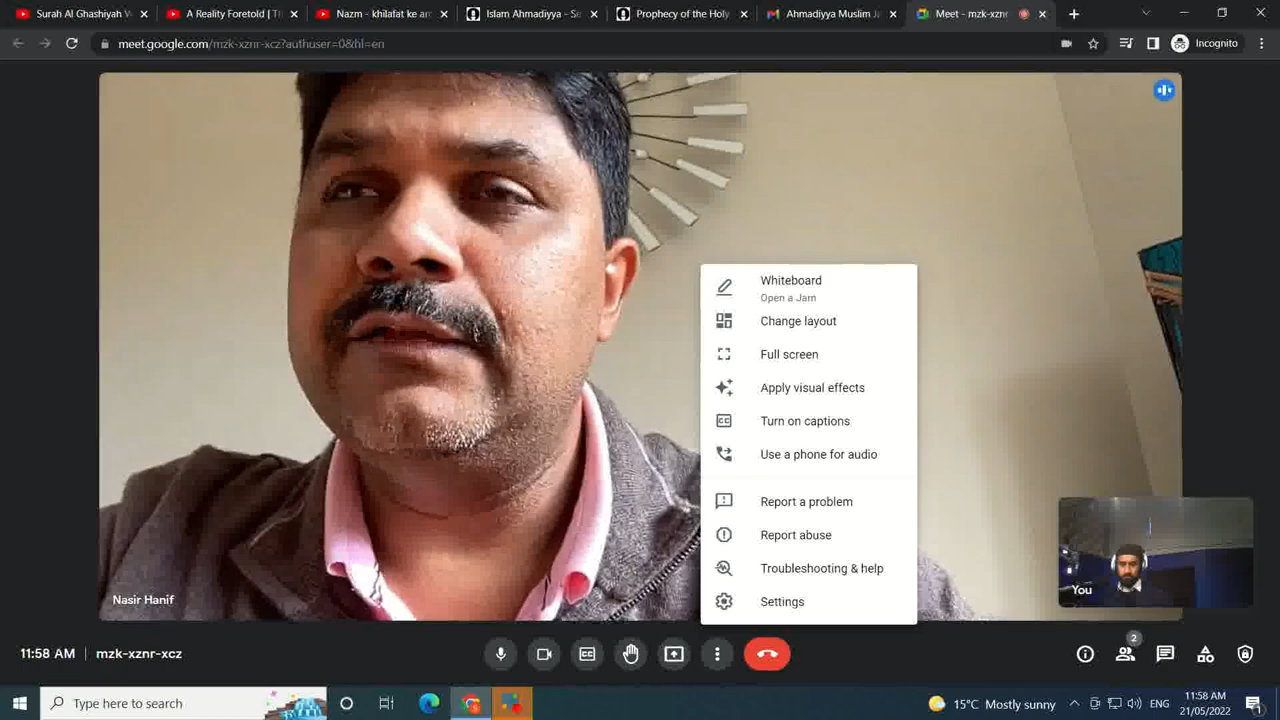 Surah Al Ghashiyah W
A Reality Foretold | Th
Nazm - khilafat ke am
Islam Ahmadiyya - Se
Prophecy of the Holy
Ahmadiyya Muslim Ja
Meet - mzk-xznr
meet.google.com/mzk-xznr-xcz?authuser=0&hl=en
Incognito
Whiteboard
Open a Jam
Change layout
Full screen
Apply visual effects
Turn on captions
Use a phone for audio
Report a problem
Report abuse
Troubleshooting & help
Settings
Nasir Hanif
You
11:58 AM | mzk-xznr-xcz
2
Type here to search
15°C Mostly sunny
ENG
11:58 AM
21/05/2022